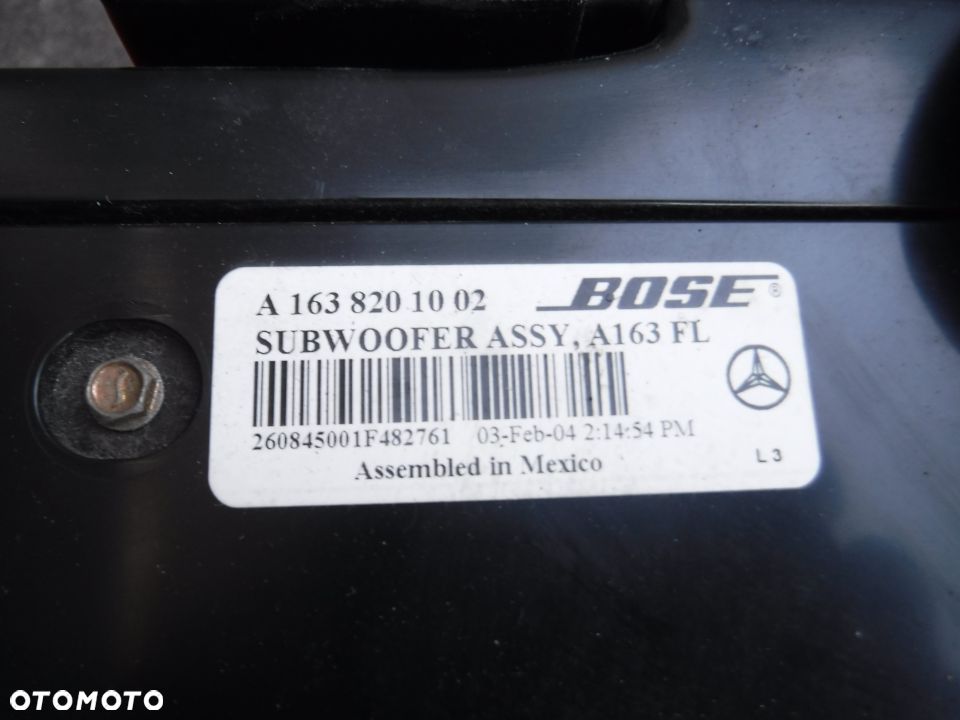 A 163 820 10 02 BOSE®
SUBWOOFER ASSY, A163 FL
260845001F482761 03-Feb-04 2:14:54 PM
Assembled in Mexico
L 3
OTOMOTO